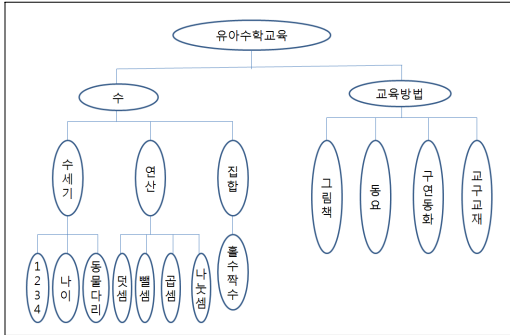 유아수학교육
수
교육방법
수세기
연산
집합
그림책
동요
구연동화
교구교재
1234
나이
동물다리
덧셈
뺄셈
곱셈
나눗셈
홀수짝수